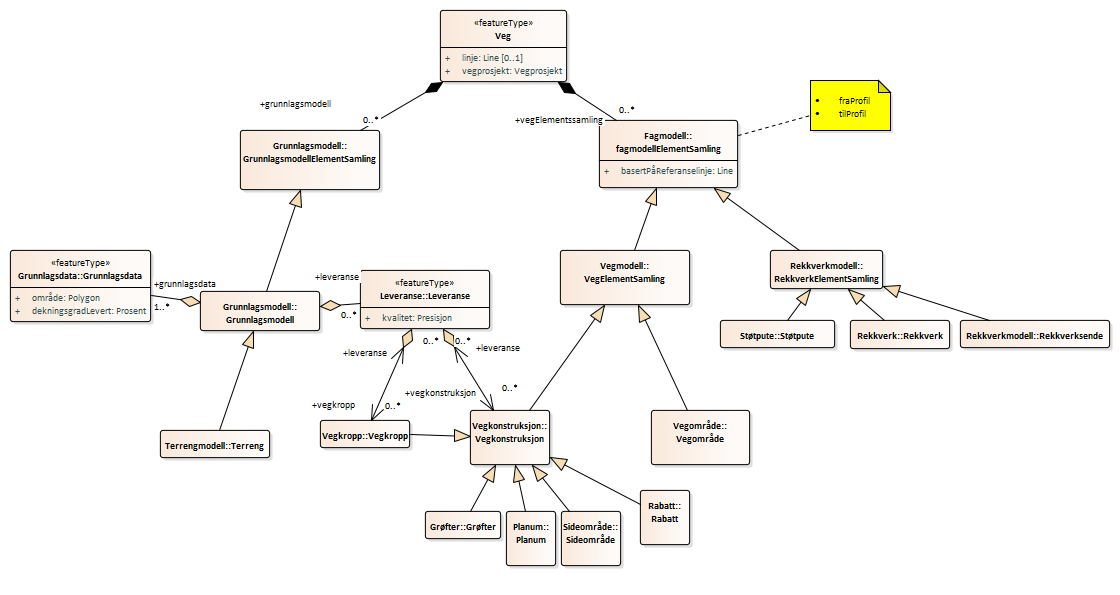 «featureType»
Veg
+ linje: Line [0..1]
+ vegprosjekt: Vegprosjekt
+grunnlagsmodell
0..*
0..*
+vegElementssamling
• fraProfil
• tilProfil
Grunnlagsmodell::
GrunnlagsmodellElementSamling
Fagmodell::
fagmodellElementSamling
+ basertPåReferanselinje: Line
«featureType»
Grunnlagsdata::Grunnlagsdata
+ område: Polygon
+ dekningsgradLevert: Prosent
+grunnlagsdata
1..*
Grunnlagsmodell::
Grunnlagsmodell
+leveranse
0..*
«featureType»
Leveranse::Leveranse
+ kvalitet: Presisjon
Vegmodell::
VegElementSamling
Rekkverkmodell::
RekkverkElementSamling
Støtpute::Støtpute
Rekkverk::Rekkverk
Rekkverkmodell::Rekkverksende
+leveranse
0..*
0..*
+leveranse
+vegkropp
0..*
+vegkonstruksjon
0..*
Terrengmodell::Terreng
Vegkropp::Vegkropp
Vegkonstruksjon::
Vegkonstruksjon
Vegområde::
Vegområde
Grøfter::Grøfter
Planum::
Planum
Sideområde::
Sideområde
Rabatt::
Rabatt